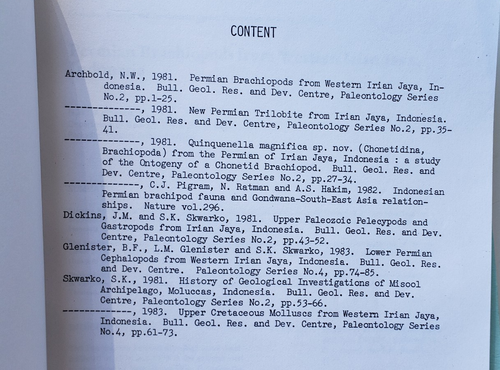 CONTENT
Archbold, N.W., 1981. Permian Brachiopods from Western Irian Jaya, In-
donesia. Bull. Geol. Res. and Dev. Centre, Paleontology Series
No.2, pp.1-25.
--------------, 1981. New Permian Trilobite from Irian Jaya, Indonesia.
Bull. Geol. Res. and Dev. Centre, Paleontology Series No.2, pp.35-
41.
--------------, 1981. Quinquenella magnifica sp. nov. (Chonetidina,
Brachiopoda) from the Permian of Irian Jaya, Indonesia : a study
of the Ontogeny of a Chonetid Brachiopod. Bull. Geol. Res. and
Dev. Centre, Paleontology Series No.2, pp.27-34.
--------------, C.J. Pigram, N. Ratman and A.S. Hakim, 1982. Indonesian
Permian brachipod fauna and Gondwana-South-East Asia relation-
ships. Nature vol.296.
Dickins, J.M. and S.K. Skwarko, 1981. Upper Paleozoic Pelecypods and
Gastropods from Irian Jaya, Indonesia. Bull. Geol. Res. and Dev.
Centre, Paleontology Series No.2, pp.43-52.
Glenister, B.F., L.M. Glenister and S.K. Skwarko, 1983. Lower Permian
Cephalopods from Western Irian Jaya, Indonesia. Bull. Geol. Res.
and Dev. Centre. Paleontology Series No.4, pp.74-85.
Skwarko, S.K., 1981. History of Geological Investigations of Misool
Archipelago, Moluccas, Indonesia. Bull. Geol. Res. and Dev.
Centre, Paleontology Series No.2, pp.53-66.
--------------, 1983. Upper Cretaceous Molluscs from Western Irian Jaya,
Indonesia. Bull. Geol. Res. and Dev. Centre, Paleontology Series
No.4, pp.61-73.